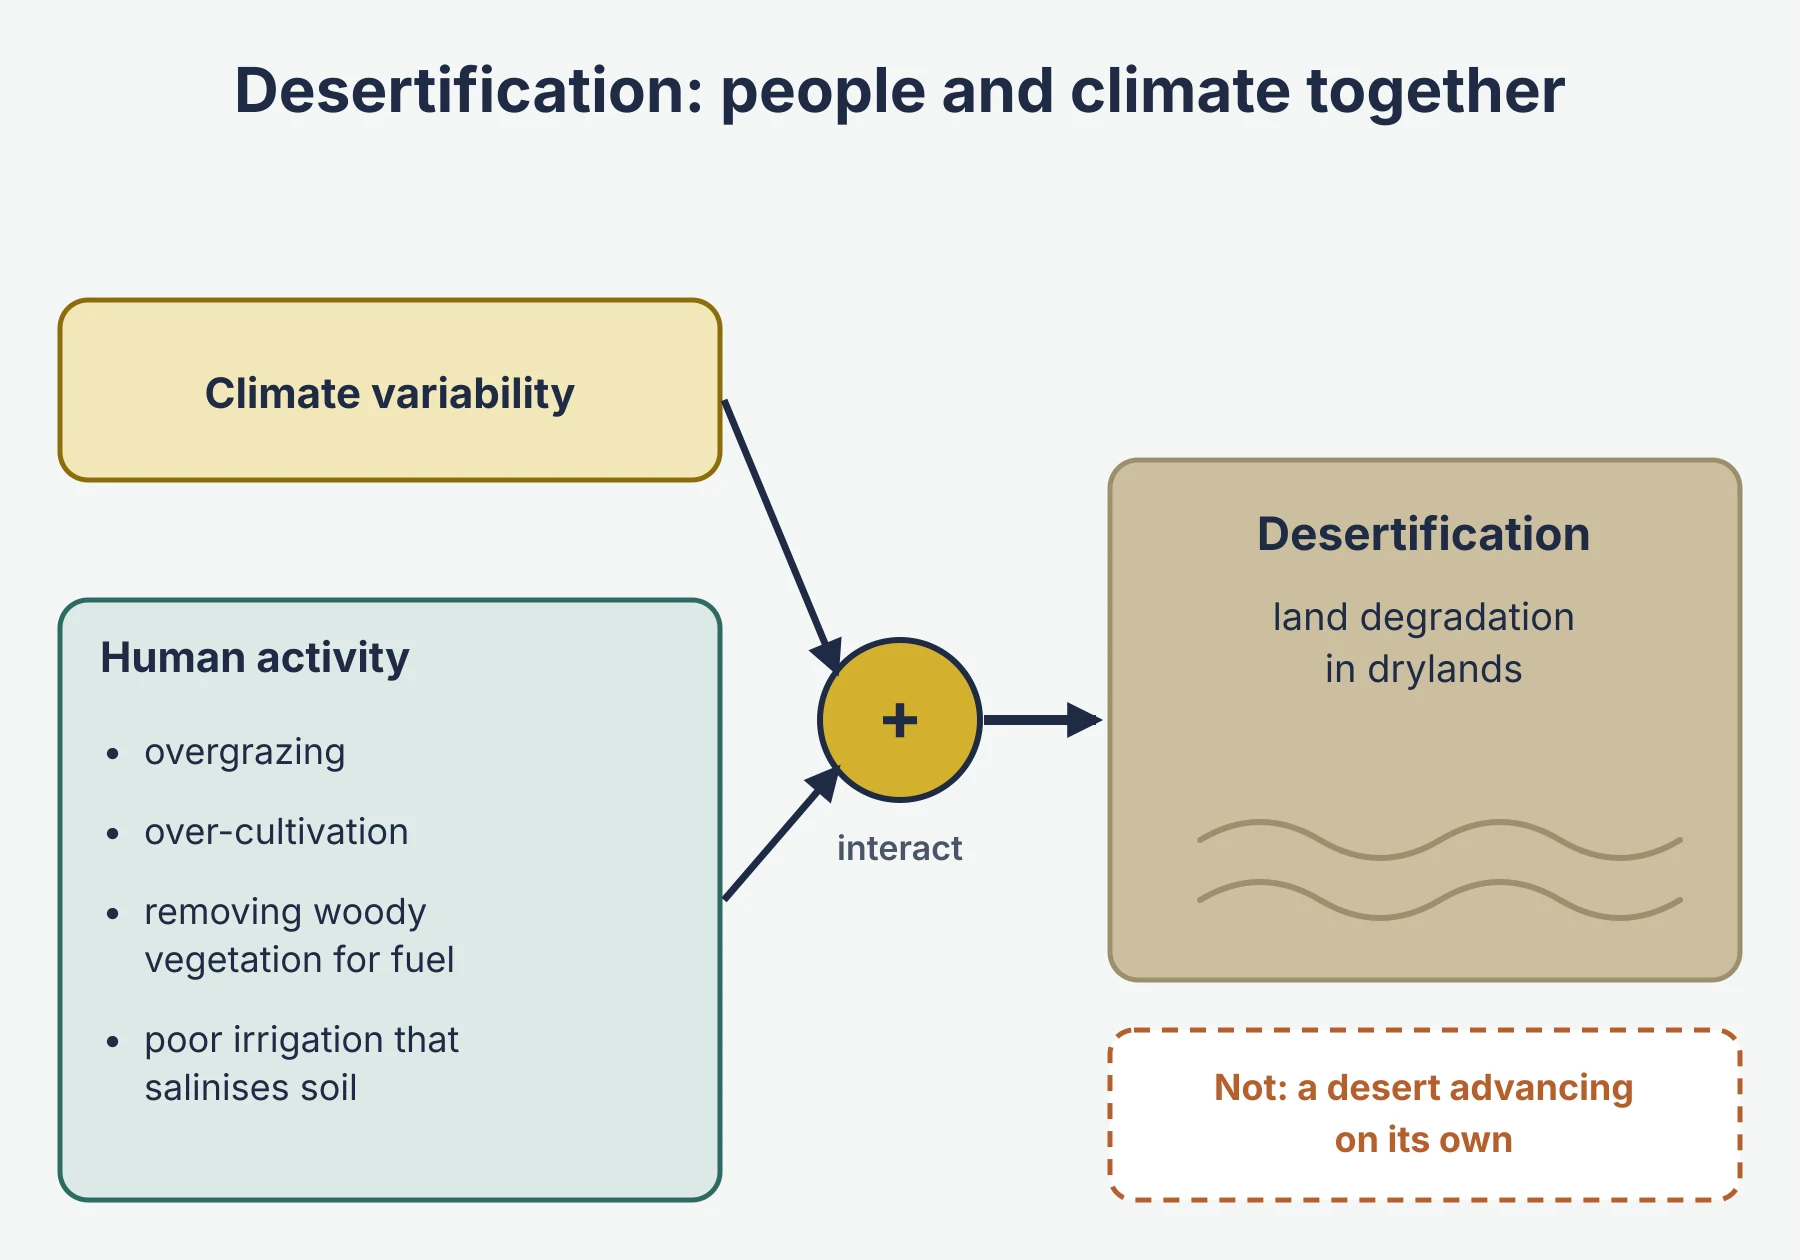 Desertification: people and climate together
Climate variability
Human activity
• overgrazing
• over-cultivation
• removing woody
vegetation for fuel
• poor irrigation that
salinises soil
+
interact
Desertification
land degradation
in drylands
Not: a desert advancing
on its own